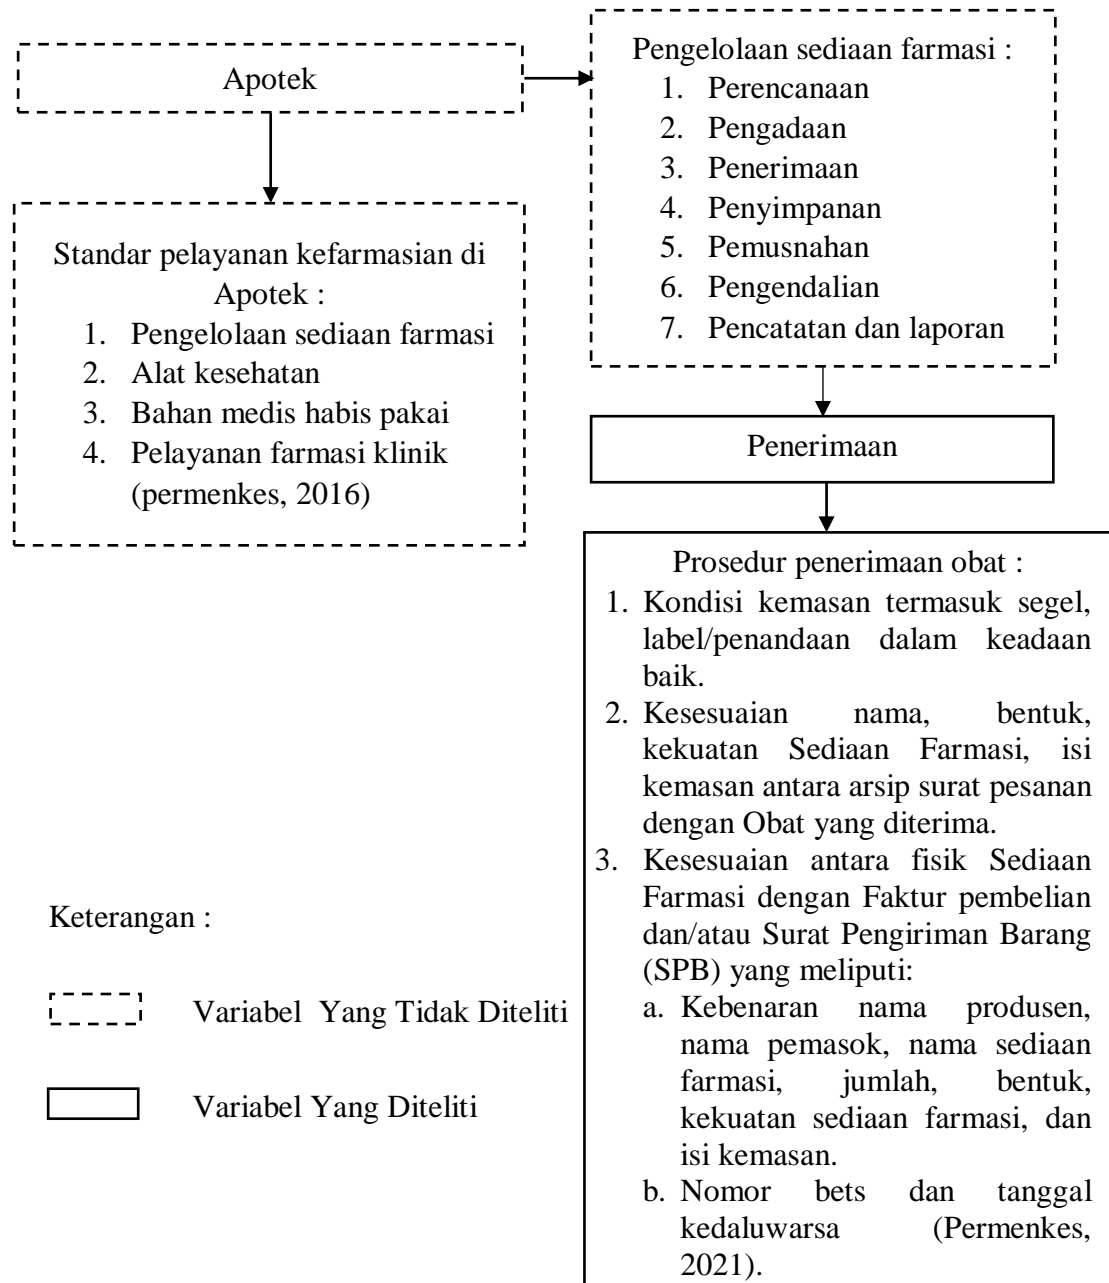 Apotek
Pengelolaan sediaan farmasi :
1. Perencanaan
2. Pengadaan
3. Penerimaan
4. Penyimpanan
5. Pemusnahan
6. Pengendalian
7. Pencatatan dan laporan
Standar pelayanan kefarmasian di
Apotek :
1. Pengelolaan sediaan farmasi
2. Alat kesehatan
3. Bahan medis habis pakai
4. Pelayanan farmasi klinik
(permenkes, 2016)
Penerimaan
Prosedur penerimaan obat :
1. Kondisi kemasan termasuk segel,
label/penandaan dalam keadaan
baik.
2. Kesesuaian nama, bentuk,
kekuatan Sediaan Farmasi, isi
kemasan antara arsip surat pesanan
dengan Obat yang diterima.
3. Kesesuaian antara fisik Sediaan
Farmasi dengan Faktur pembelian
dan/atau Surat Pengiriman Barang
(SPB) yang meliputi:
a. Kebenaran nama produsen,
nama pemasok, nama sediaan
farmasi, jumlah, bentuk,
kekuatan sediaan farmasi, dan
isi kemasan.
b. Nomor bets dan tanggal
kedaluwarsa (Permenkes,
2021).
Keterangan :
Variabel Yang Tidak Diteliti
Variabel Yang Diteliti